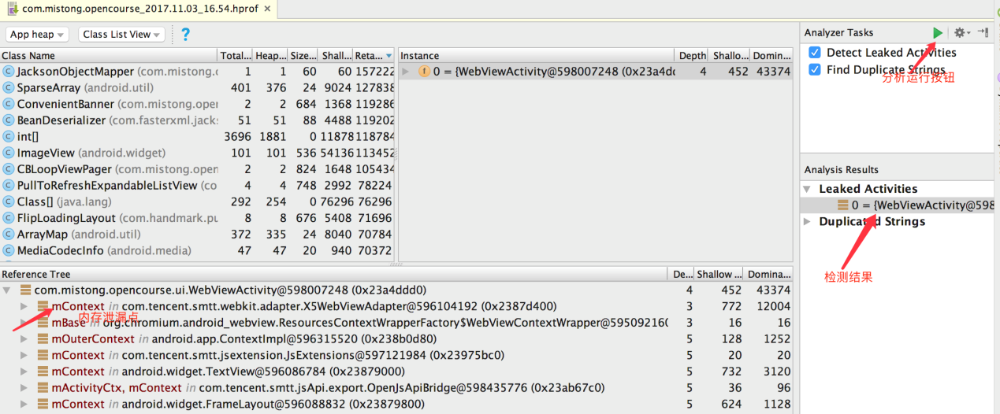 com.mistong.opencourse_2017.11.03_16.54.hprof
App heap Class List View ?
Class Name Total... Heap... Size... Shall... Reta...
JacksonObjectMapper (com.mistong.c 1 1 60 60 157222
SparseArray (android.util) 401 376 24 9024 127838
ConvenientBanner (com.mistong.open 2 2 684 1368 119286
BeanDeserializer (com.fasterxml.jacks 51 51 88 4488 119202
int[] 3696 1881 0 11878 118784
ImageView (android.widget) 101 101 536 54136 113452
CBLoopViewPager (com.mistong.open 2 2 824 1648 105434
PullToRefreshExpandableListView (co 4 4 748 2992 78224
Class[] (java.lang) 292 254 0 76296 76296
FlipLoadingLayout (com.handmark.pu 8 8 676 5408 71696
ArrayMap (android.util) 372 335 24 8040 70784
MediaCodecInfo (android.media) 47 47 20 940 70372
Instance Depth Shallo... Domin...
0 = {WebViewActivity@598007248 (0x23a4dd 4 452 43374
Analyzer Tasks
Detect Leaked Activities
Find Duplicate Strings
分析运行按钮
Analysis Results
Leaked Activities
0 = {WebViewActivity@598
Duplicated Strings
检测结果
Reference Tree De... Shallow ... Domina...
com.mistong.opencourse.ui.WebViewActivity@598007248 (0x23a4ddd0) 4 452 43374
mContext in com.tencent.smtt.webkit.adapter.X5WebViewAdapter@596104192 (0x2387d400) 3 772 12004
内存泄漏点
mBase in org.chromium.android_webview.ResourcesContextWrapperFactory$WebViewContextWrapper@59509216 3 16 16
mOuterContext in android.app.ContextImpl@596315520 (0x238b0d80) 5 128 1252
mContext in com.tencent.smtt.jsextension.JsExtensions@597121984 (0x23975bc0) 5 20 20
mContext in android.widget.TextView@596086784 (0x23879000) 5 732 3120
mActivityCtx, mContext in com.tencent.smtt.jsApi.export.OpenJsApiBridge@598435776 (0x23ab67c0) 5 36 96
mContext in android.widget.FrameLayout@596088832 (0x23879800) 5 624 1128